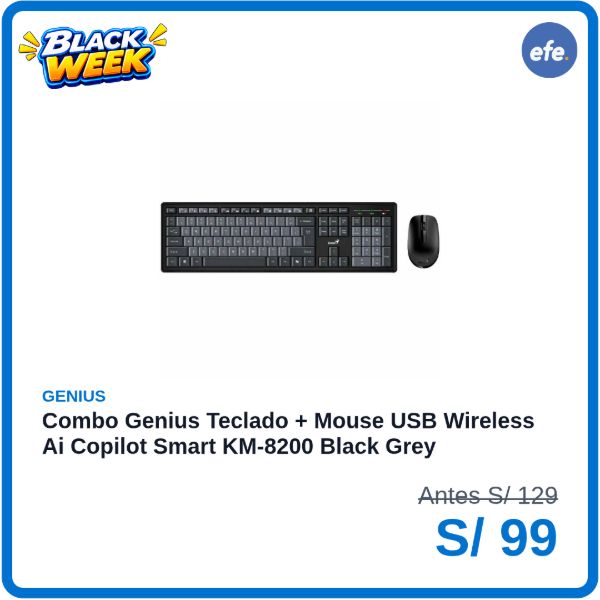 BLACK
WEEK
efe.
GENIUS
Combo Genius Teclado + Mouse USB Wireless
Ai Copilot Smart KM-8200 Black Grey
Antes S/ 129
S/ 99